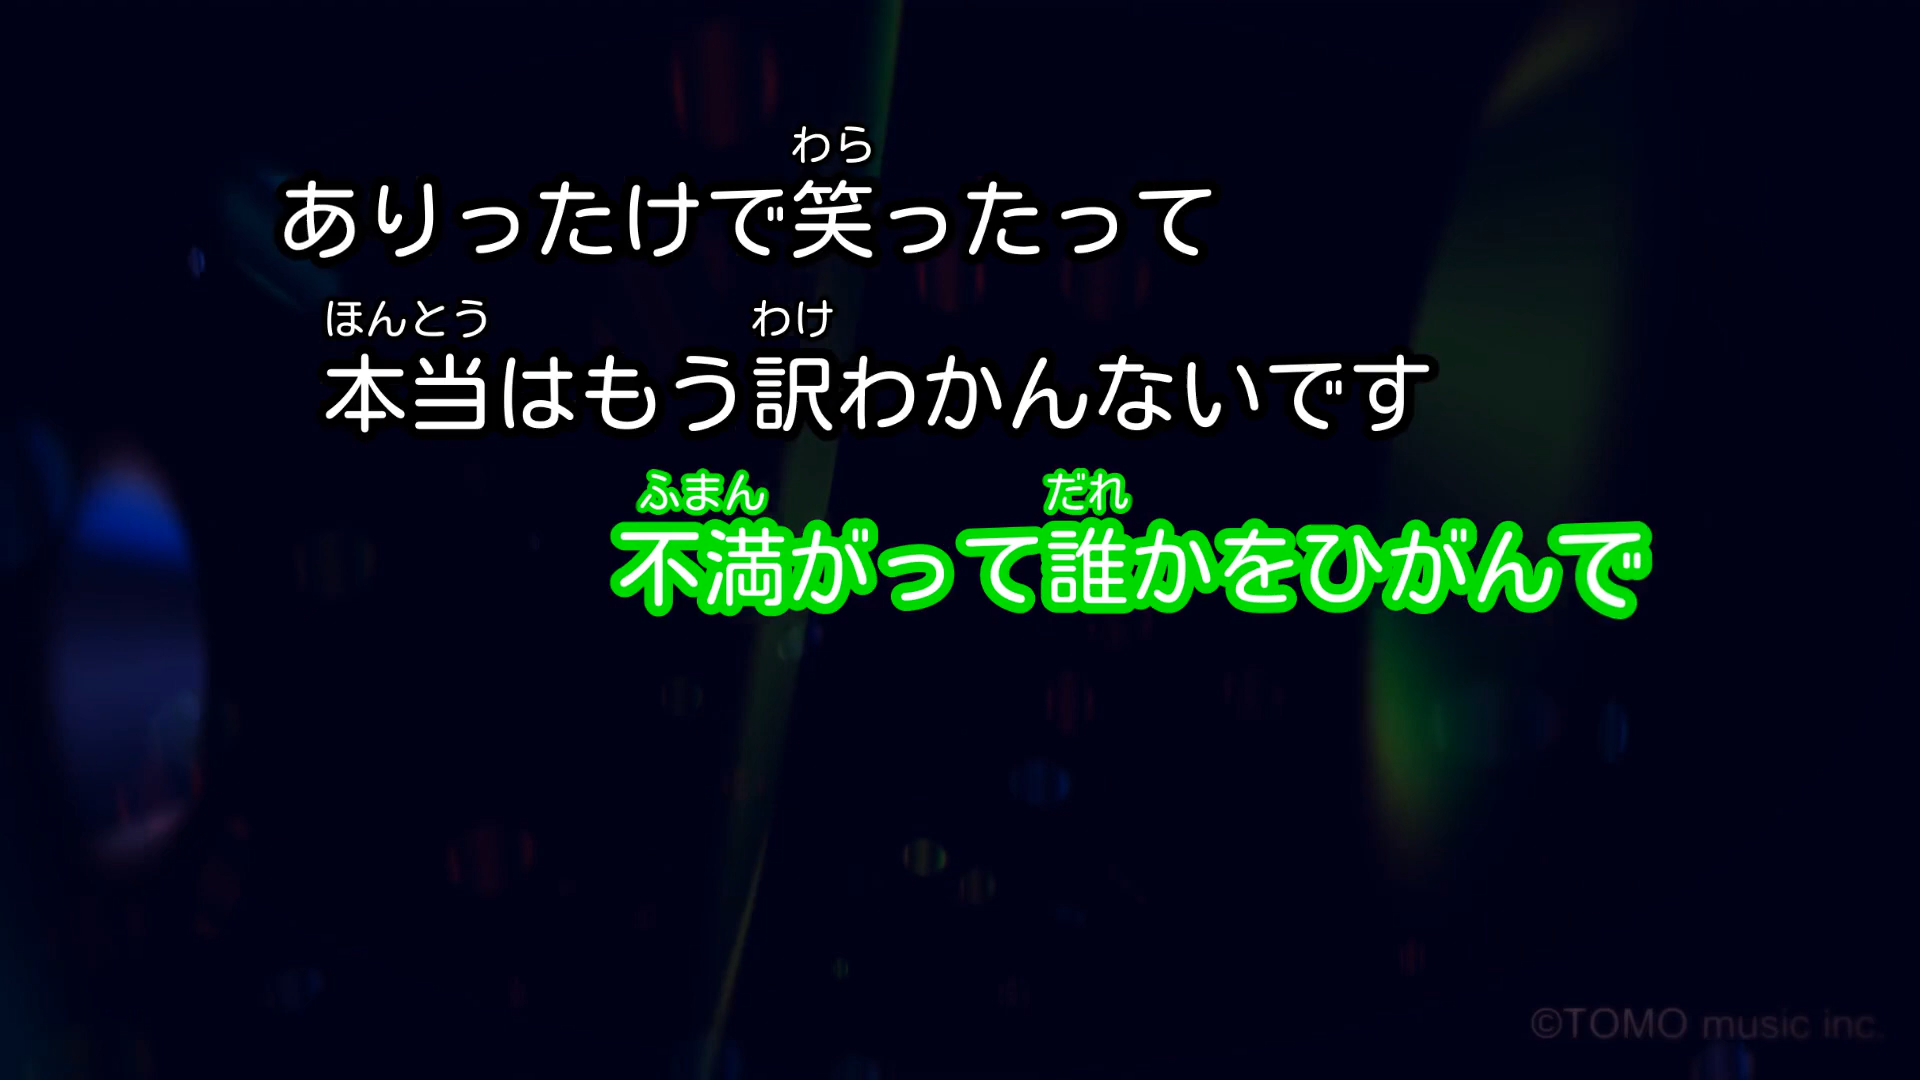 わら
ありったけで笑ったって
ほんとう わけ
本当はもう訳わかんないです
ふまん だれ
不満がって誰かをひがんで
©TOMO music inc.